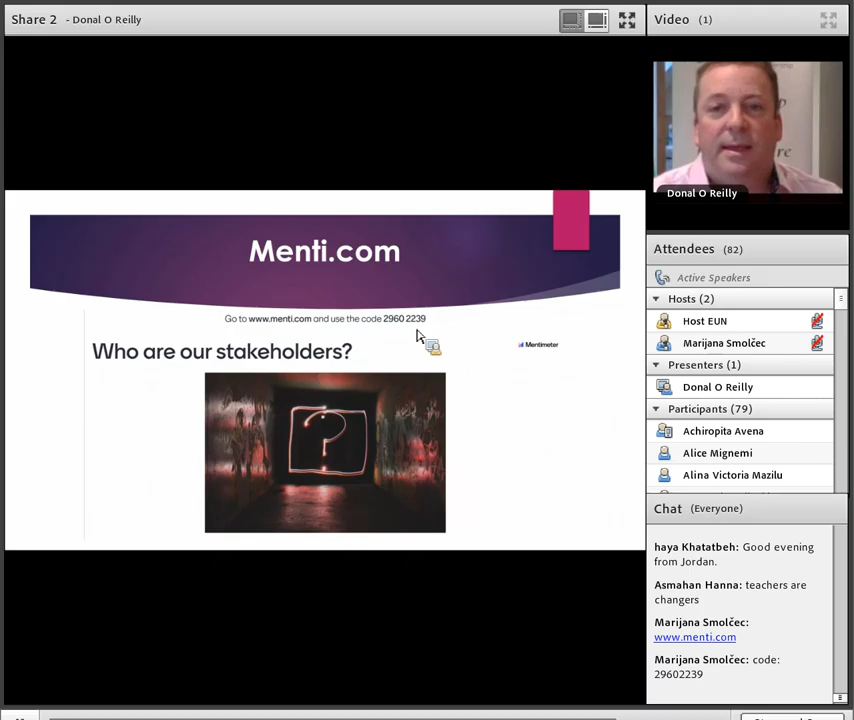 Share 2 - Donal O Reilly
Menti.com
Go to www.menti.com and use the code 2960 2239
Who are our stakeholders?
Mentimeter
?
Video (1)
Donal O Reilly
Attendees (82)
Active Speakers
Hosts (2)
Host EUN
Marijana Smolčec
Presenters (1)
Donal O Reilly
Participants (79)
Achiropita Avena
Alice Mignemi
Alina Victoria Mazilu
Chat (Everyone)
haya Khatatbeh: Good evening
from Jordan.
Asmahan Hanna: teachers are
changers
Marijana Smolčec:
www.menti.com
Marijana Smolčec: code:
29602239